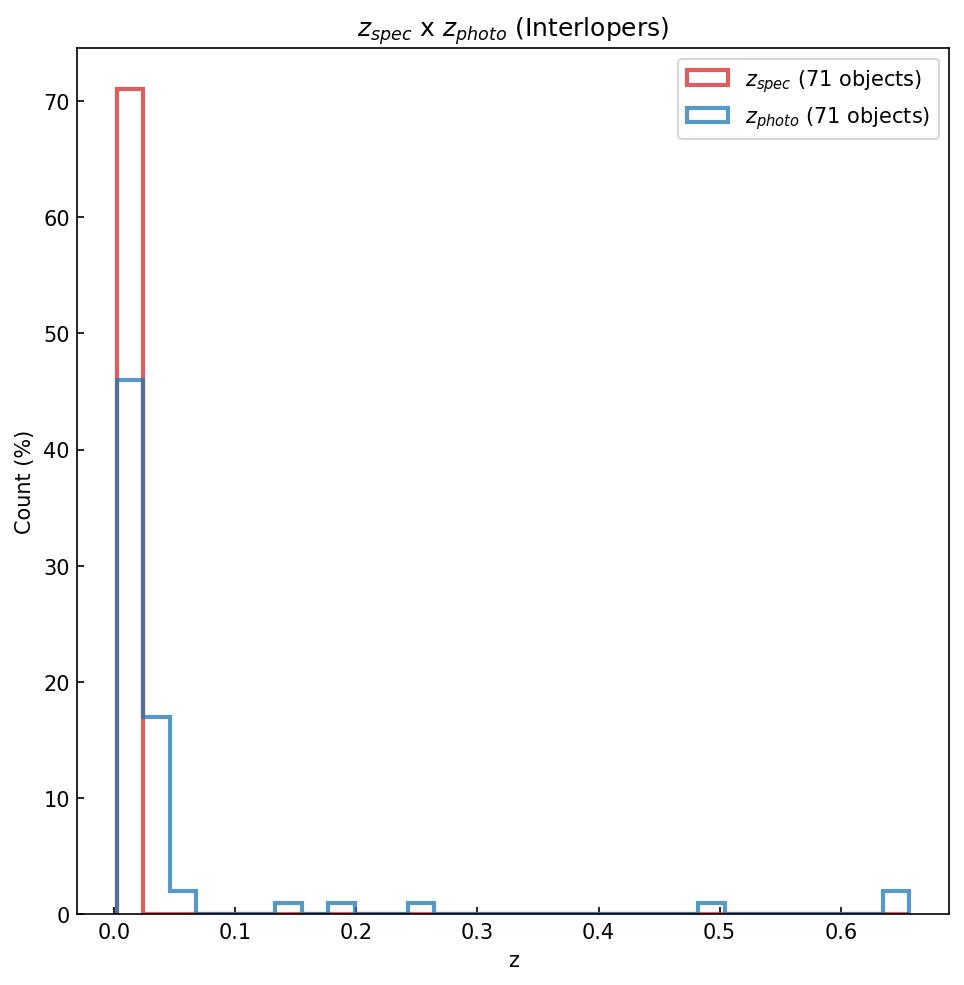 z_spec x z_photo (Interlopers)
z_spec (71 objects)
z_photo (71 objects)
Count (%)
70
60
50
40
30
20
10
0
0.0 0.1 0.2 0.3 0.4 0.5 0.6
z